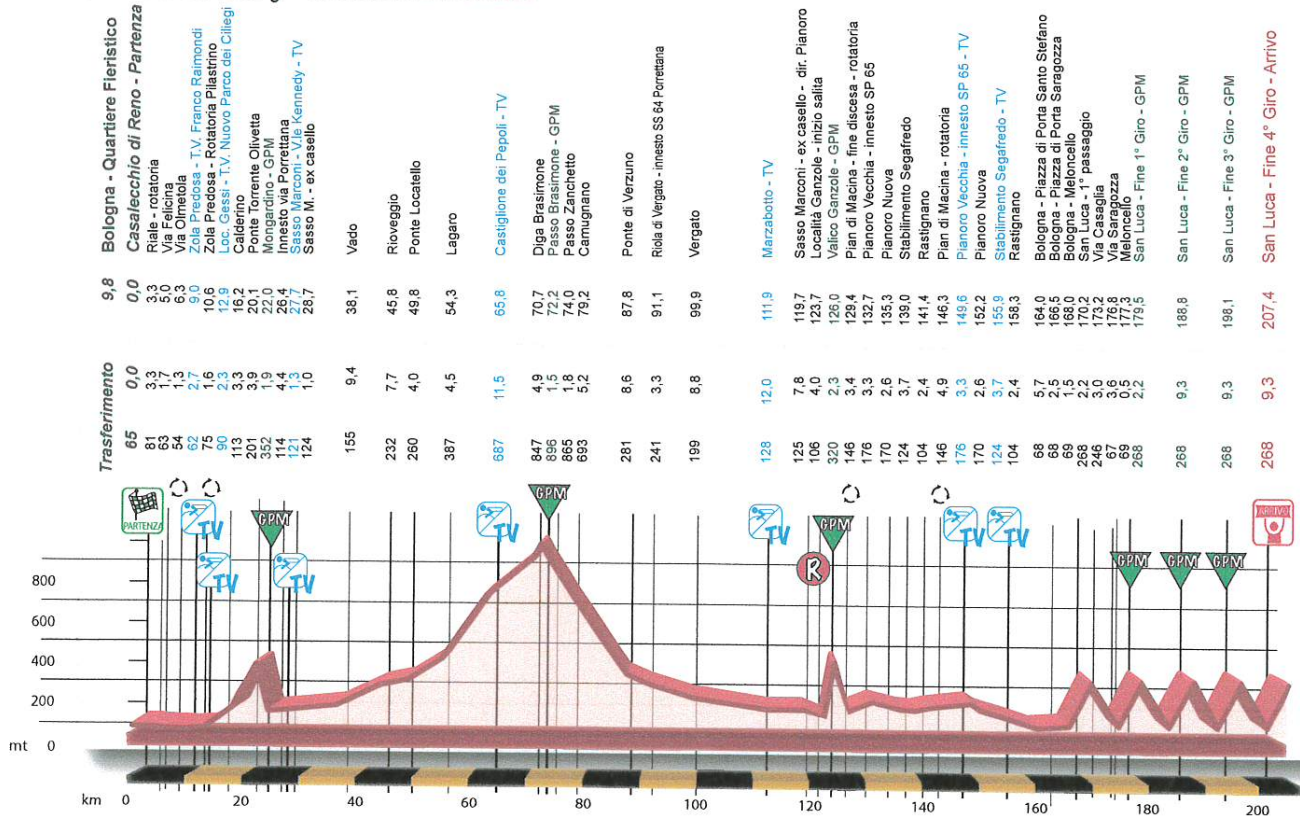 Bologna - Quartiere Fieristico 9,8 Trasferimento
Casalecchio di Reno - Partenza 0,0 0,0 65
Riale - rotatoria 3,3 3,3 81
Via Felicina 5,0 1,7 63
Via Olmetola 6,3 1,3 54
Zola Predosa - T.V. Franco Raimondi 9,0 2,7 62
Zola Predosa - Rotatoria Pilastrino 10,6 1,6 75
Loc. Gessi - T.V. Nuovo Parco dei Ciliegi 12,9 2,3 90
Calderino 16,2 3,3 113
Ponte Torrente Olivetta 20,1 3,9 201
Mongardino - GPM 22,0 1,9 352
Innesto via Porrettana 26,4 4,4 114
Sasso Marconi - V.le Kennedy - TV 27,7 1,3 121
Sasso M. - ex casello 28,7 1,0 124
Vado 38,1 9,4 155
Rioveggio 45,8 7,7 232
Ponte Locatello 49,8 4,0 260
Lagaro 54,3 4,5 387
Castiglione dei Pepoli - TV 65,8 11,5 687
Diga Brasimone 70,7 4,9 847
Passo Brasimone - GPM 72,2 1,5 896
Passo Zanchetto 74,0 1,8 865
Camugnano 79,2 5,2 693
Ponte di Verzuno 87,8 8,6 281
Riola di Vergato - innesto SS 64 Porrettana 91,1 3,3 241
Vergato 99,9 8,8 199
Marzabotto - TV 111,9 12,0 128
Sasso Marconi - ex casello - dir. Pianoro 119,7 7,8 125
Località Ganzole - inizio salita 123,7 4,0 106
Valico Ganzole - GPM 126,0 2,3 320
Pian di Macina - fine discesa - rotatoria 129,4 3,4 146
Pianoro Vecchia - innesto SP 65 132,7 3,3 176
Pianoro Nuova 135,3 2,6 170
Stabilimento Segafredo 139,0 3,7 124
Rastignano 141,4 2,4 104
Pian di Macina - rotatoria 146,3 4,9 146
Pianoro Vecchia - innesto SP 65 - TV 149,6 3,3 176
Pianoro Nuova 152,2 2,6 170
Stabilimento Segafredo - TV 155,9 3,7 124
Rastignano 158,3 2,4 104
Bologna - Piazza di Porta Santo Stefano 164,0 5,7 68
Bologna - Piazza di Porta Saragozza 166,5 2,5 68
Bologna - Meloncello 168,0 1,5 69
San Luca - 1° passaggio 170,2 2,2 268
Via Casaglia 173,2 3,0 246
Via Saragozza 176,8 3,6 67
Meloncello 177,3 0,5 69
San Luca - Fine 1° Giro - GPM 179,5 2,2 268
San Luca - Fine 2° Giro - GPM 188,8 9,3 268
San Luca - Fine 3° Giro - GPM 198,1 9,3 268
San Luca - Fine 4° Giro - Arrivo 207,4 9,3 268
PARTENZA
TV
TV
GPM
TV
TV
GPM
TV
R
GPM
TV
TV
GPM
GPM
GPM
ARRIVO
800
600
400
200
mt 0
km 0 20 40 60 80 100 120 140 160 180 200